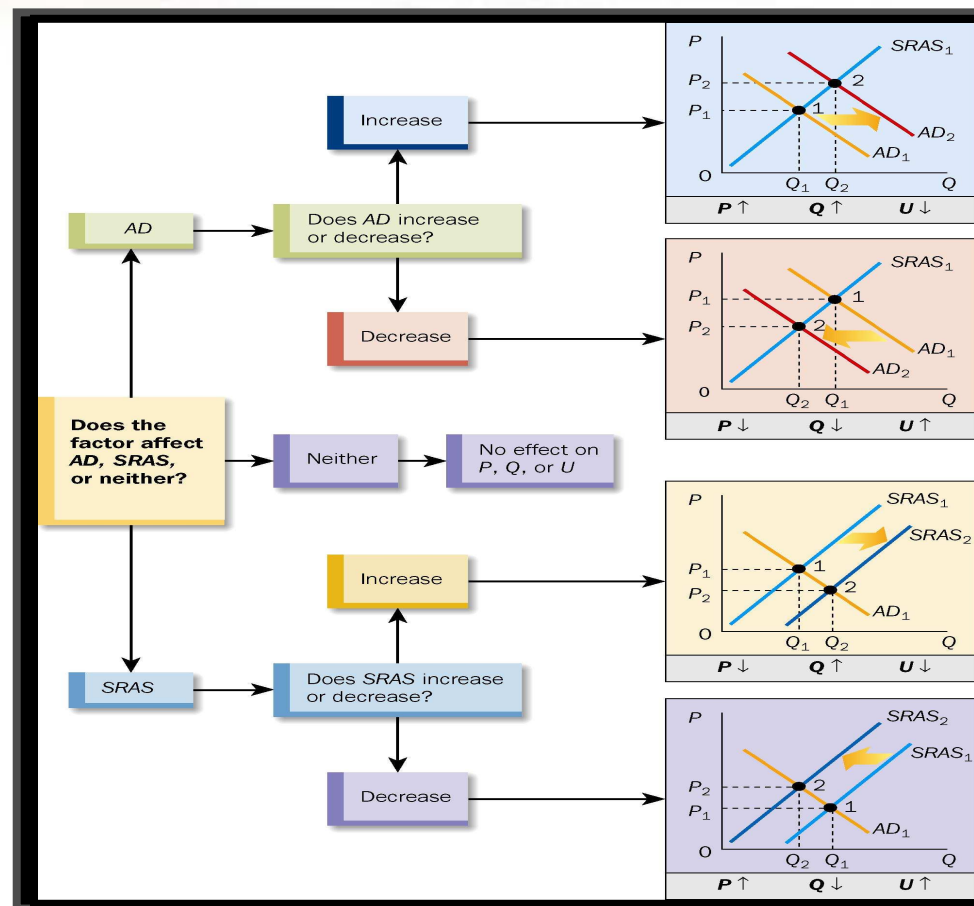 Does the
factor affect
AD, SRAS,
or neither?
AD
Does AD increase
or decrease?
Increase
Decrease
Neither
No effect on
P, Q, or U
SRAS
Does SRAS increase
or decrease?
Increase
Decrease
P
SRAS₁
P₂
2
P₁
1
AD₂
AD₁
O
Q₁ Q₂ Q
P ↑ Q ↑ U ↓
P
SRAS₁
P₁
1
P₂
2
AD₁
AD₂
O
Q₂ Q₁ Q
P ↓ Q ↓ U ↑
P
SRAS₁
SRAS₂
P₁
1
P₂
2
AD₁
O
Q₁ Q₂ Q
P ↓ Q ↑ U ↓
P
SRAS₂
SRAS₁
P₂
2
P₁
1
AD₁
O
Q₂ Q₁ Q
P ↑ Q ↓ U ↑